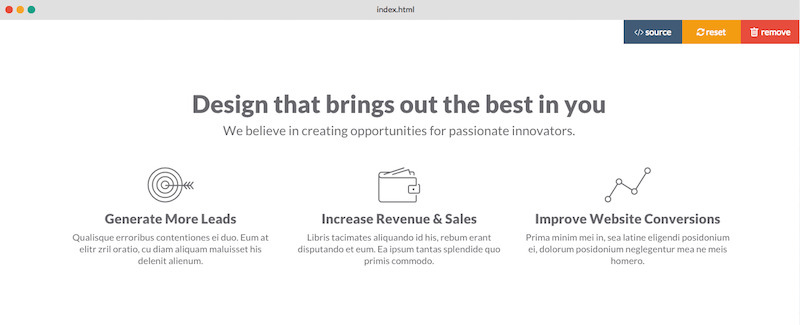 index.html
</> source
reset
remove
Design that brings out the best in you
We believe in creating opportunities for passionate innovators.
Generate More Leads
Qualisque erroribus contentiones ei duo. Eum at
elitr zril oratio, cu diam aliquam maluisset his
delenit alienum.
Increase Revenue & Sales
Libris tacimates aliquando id his, rebum erant
disputando et eum. Ea ipsum tantas splendide quo
primis commodo.
Improve Website Conversions
Prima minim mei in, sea latine eligendi posidonium
ei, dolorum posidonium neglegentur mea ne meis
homero.